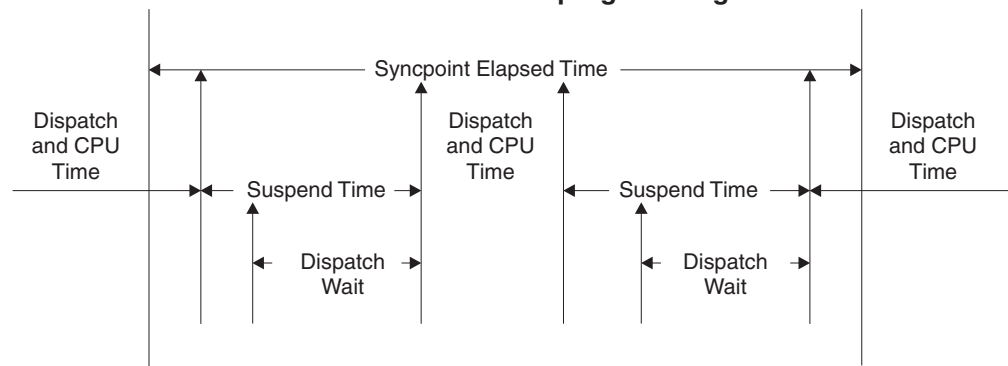 Syncpoint Elapsed Time
Dispatch
and CPU
Time
Dispatch
and CPU
Time
Dispatch
and CPU
Time
Suspend Time
Suspend Time
Dispatch
Wait
Dispatch
Wait